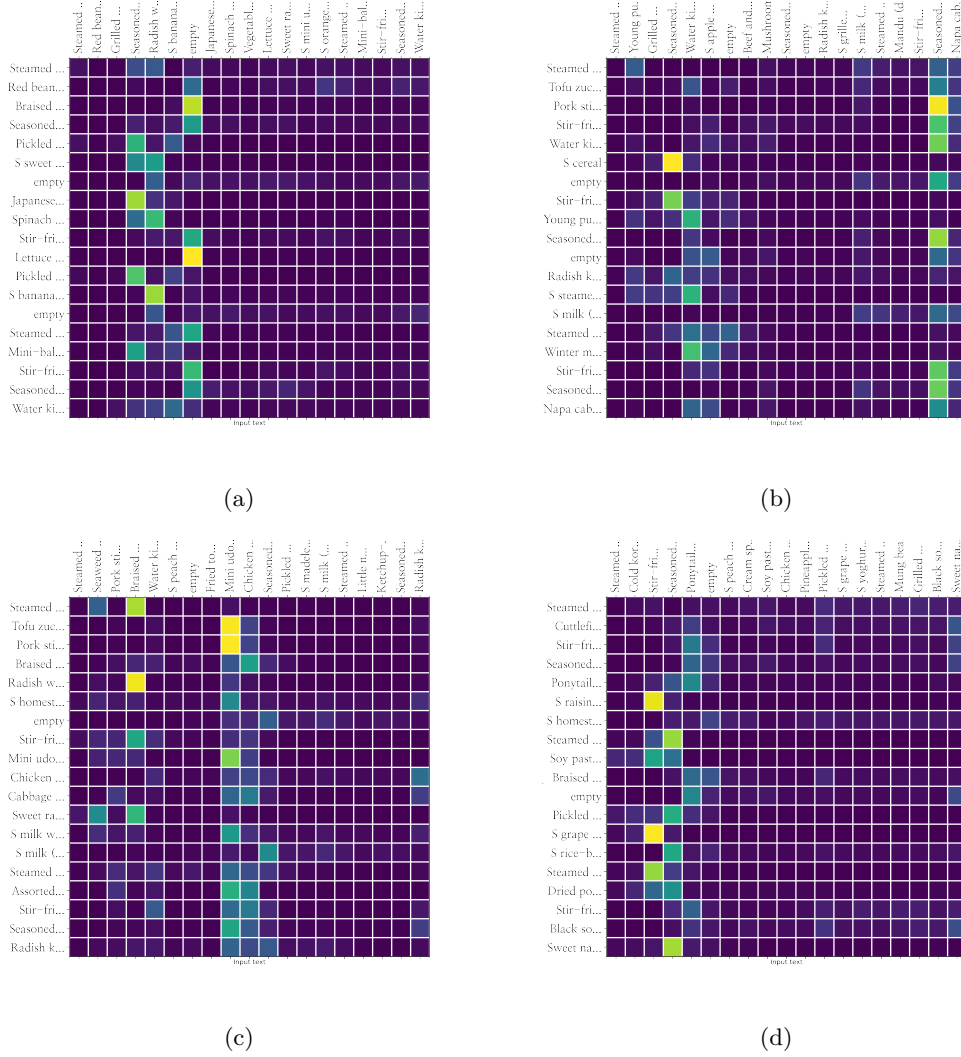 Steamed ..
Red bean...
Grilled ...
Seasoned...
Radish w...
S banana...
empty
Japanese...
Spinach ...
Vegetabl...
Lettuce ...
Sweet ra...
S mini u...
S orange...
Steamed ..
Mini-bal...
Stir-fri...
Seasoned...
Water ki...
Steamed ...
Red bean...
Braised ...
Seasoned...
Pickled ...
S sweet ...
empty
Japanese...
Spinach ...
Stir-fri...
Lettuce ...
Pickled ...
S banana...
empty
Steamed ...
Mini-bal...
Stir-fri...
Seasoned...
Water ki...
Input text
(a)
Steamed ..
Young pu..
Grilled ...
Seasoned..
Water ki...
S apple ...
empty
Beef and..
Mushroom
Seasoned..
empty
Radish k...
S grille...
S milk (...
Steamed ..
Mandu (d
Stir-fri...
Seasoned..
Napa cab..
Steamed ...
Tofu zuc...
Pork sti...
Stir-fri...
Water ki...
S cereal
empty
Stir-fri...
Young pu...
Seasoned...
empty
Radish k...
S steame...
S milk (...
Steamed ...
Winter m...
Stir-fri...
Seasoned...
Napa cab...
Input text
(b)
Steamed ..
Seaweed ..
Pork sti...
Braised ...
Water ki...
S peach ...
empty
Fried to...
Mini udo...
Chicken ...
Seasoned..
Pickled ...
S madele...
S milk (...
Steamed ..
Little n...
Ketchup-..
Seasoned..
Radish k...
Steamed ...
Tofu zuc...
Pork sti...
Braised ...
Radish w...
S homest...
empty
Stir-fri...
Mini udo...
Chicken ...
Cabbage ...
Sweet ra...
S milk w...
S milk (...
Steamed ...
Assorted...
Stir-fri...
Seasoned...
Radish k...
Input text
(c)
Steamed ..
Cold kor..
Stir-fri...
Seasoned..
Ponytail...
empty
S peach ...
Cream sp..
Soy past...
Chicken ...
Pineappl..
Pickled ...
S grape ...
S yoghur...
Steamed ..
Mung bea
Grilled ...
Black so...
Sweet na...
Steamed ...
Cuttlefi...
Stir-fri...
Seasoned...
Ponytail...
S raisin...
S homest...
Steamed ...
Soy past...
Braised ...
empty
Pickled ...
S grape ...
S rice-b...
Steamed ...
Dried po...
Stir-fri...
Black so...
Sweet na...
Input text
(d)